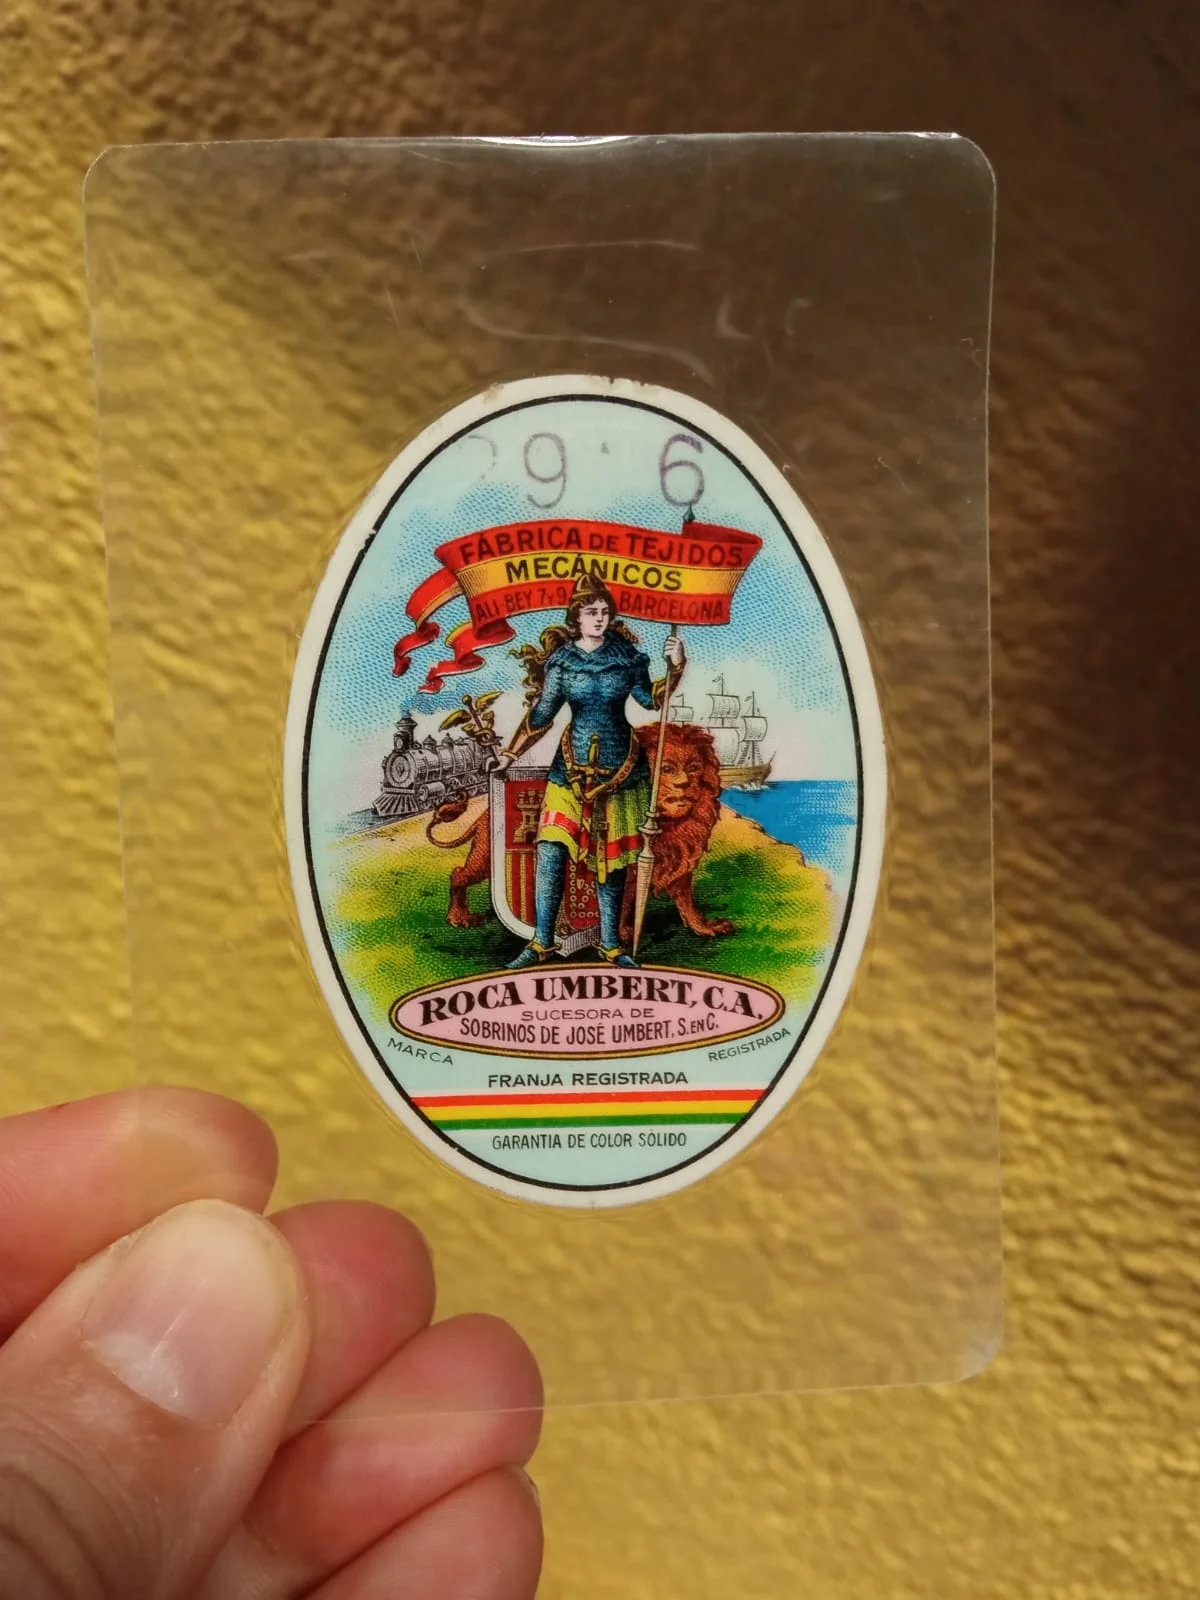 29 · 6
FÁBRICA DE TEJIDOS
MECÁNICOS
ALI-BEY 7 Y 9 BARCELONA
ROCA UMBERT, C.A.
SUCESORA DE
SOBRINOS DE JOSÉ UMBERT, S. EN C.
MARCA REGISTRADA
FRANJA REGISTRADA
GARANTIA DE COLOR SÓLIDO